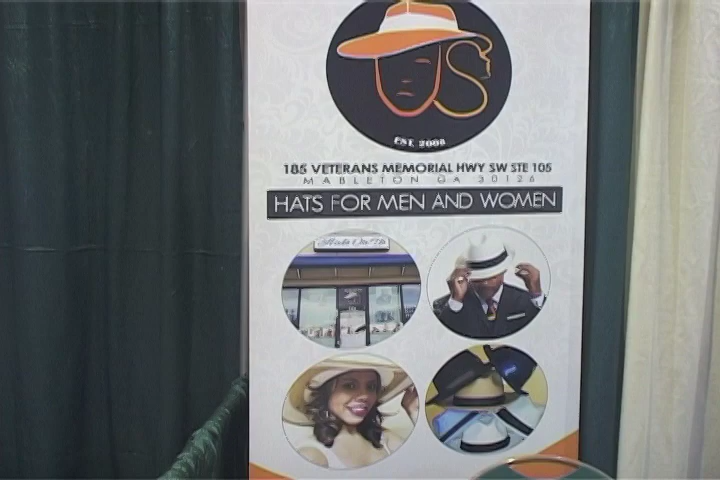 EST. 2008
185 VETERANS MEMORIAL HWY SW STE 105
MABLETON GA 30126
HATS FOR MEN AND WOMEN